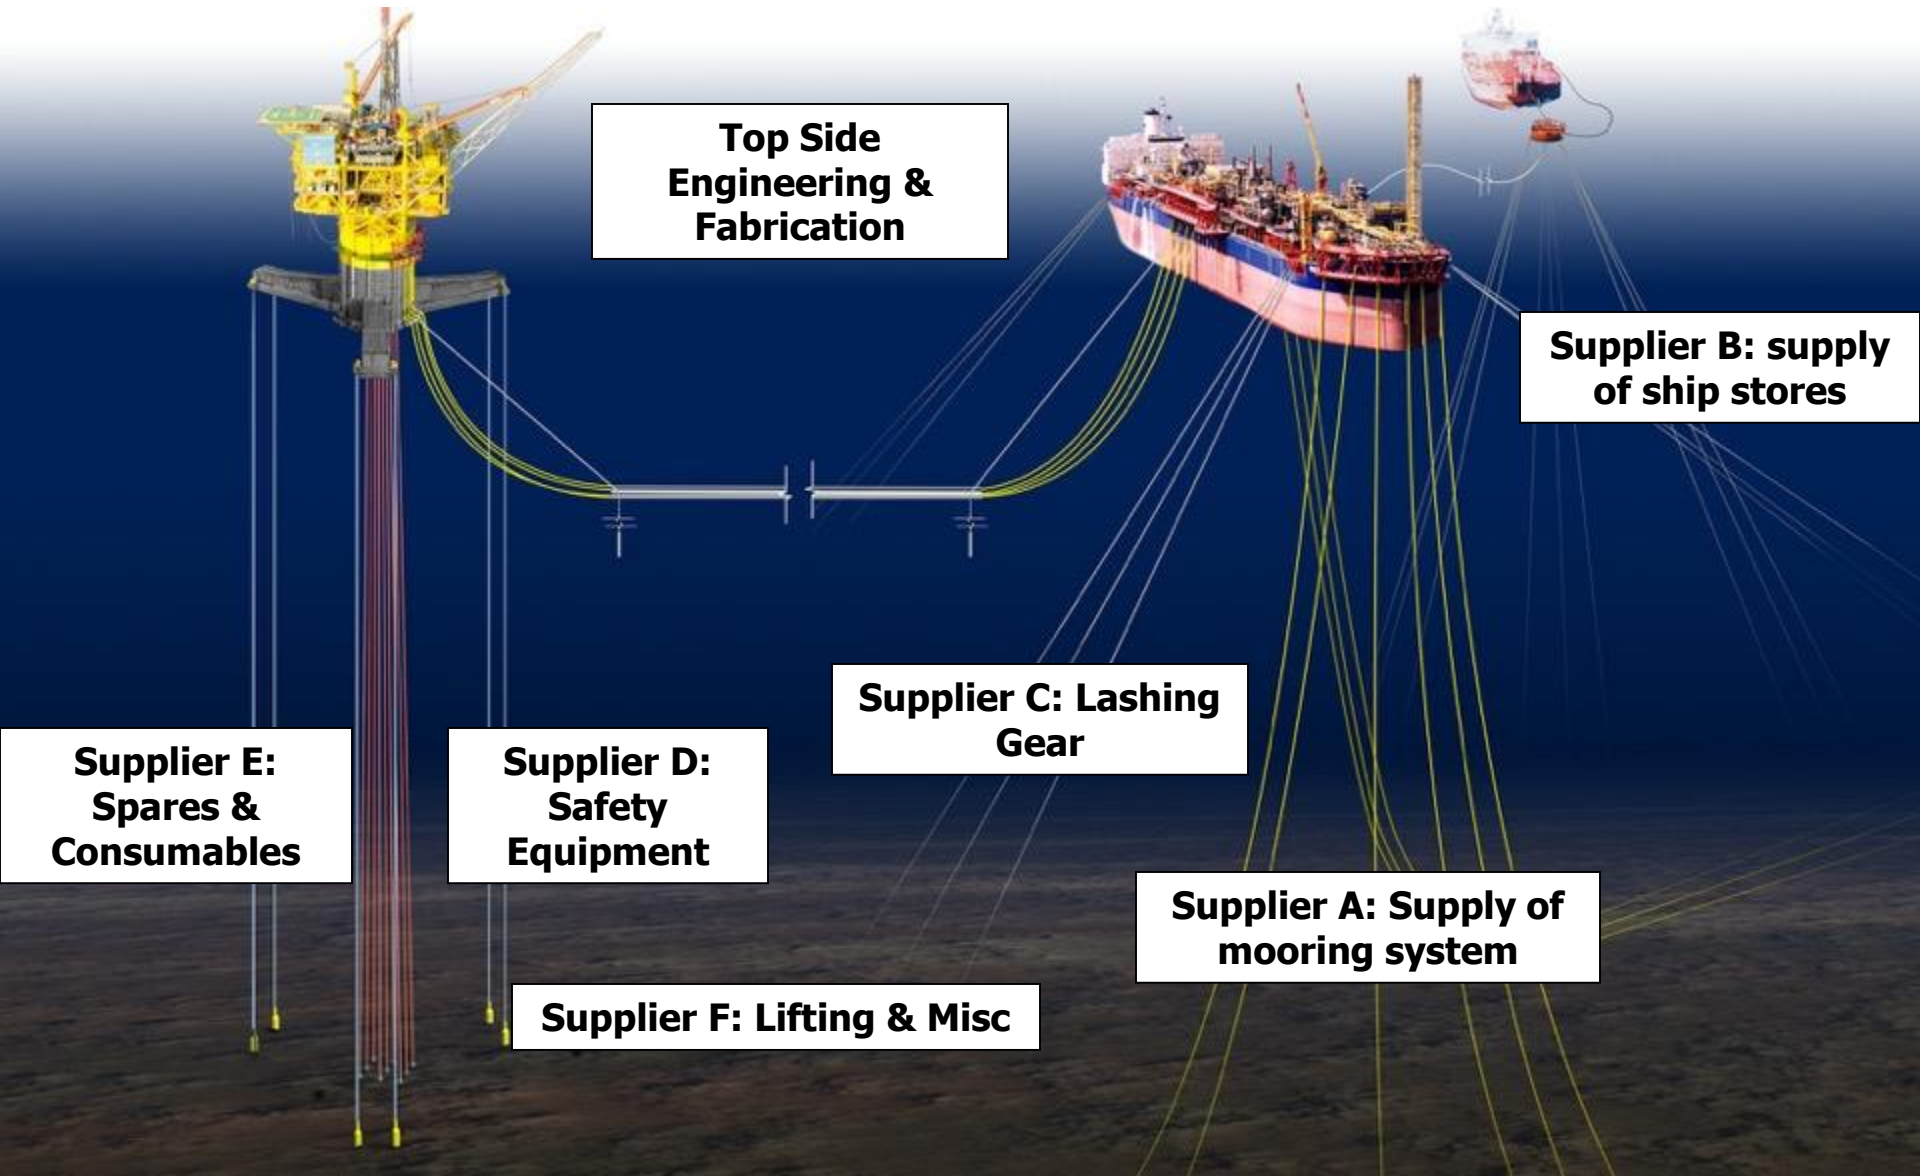 Top Side
Engineering &
Fabrication
Supplier B: supply
of ship stores
Supplier C: Lashing
Gear
Supplier E:
Spares &
Consumables
Supplier D:
Safety
Equipment
Supplier A: Supply of
mooring system
Supplier F: Lifting & Misc